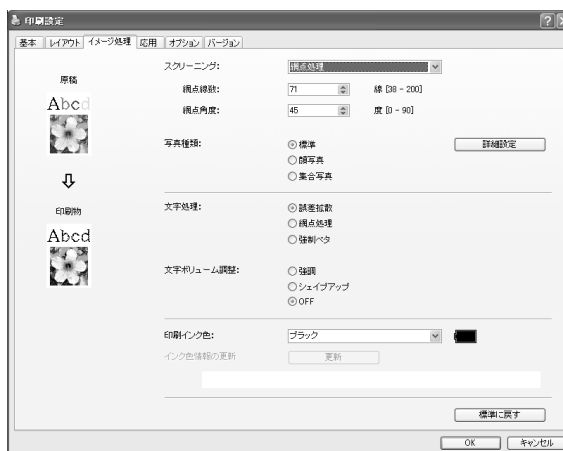 印刷設定
基本 レイアウト イメージ処理 応用 オプション バージョン
原稿
Abcd
印刷物
Abcd
スクリーニング: 網点処理
網点線数: 71 線 [38 - 200]
網点角度: 45 度 [0 - 90]
写真種類: 標準 詳細設定
顔写真
集合写真
文字処理: 誤差拡散
網点処理
強制ベタ
文字ボリューム調整: 強調
シェイプアップ
OFF
印刷インク色: ブラック
インク色情報の更新 更新
標準に戻す
OK キャンセル